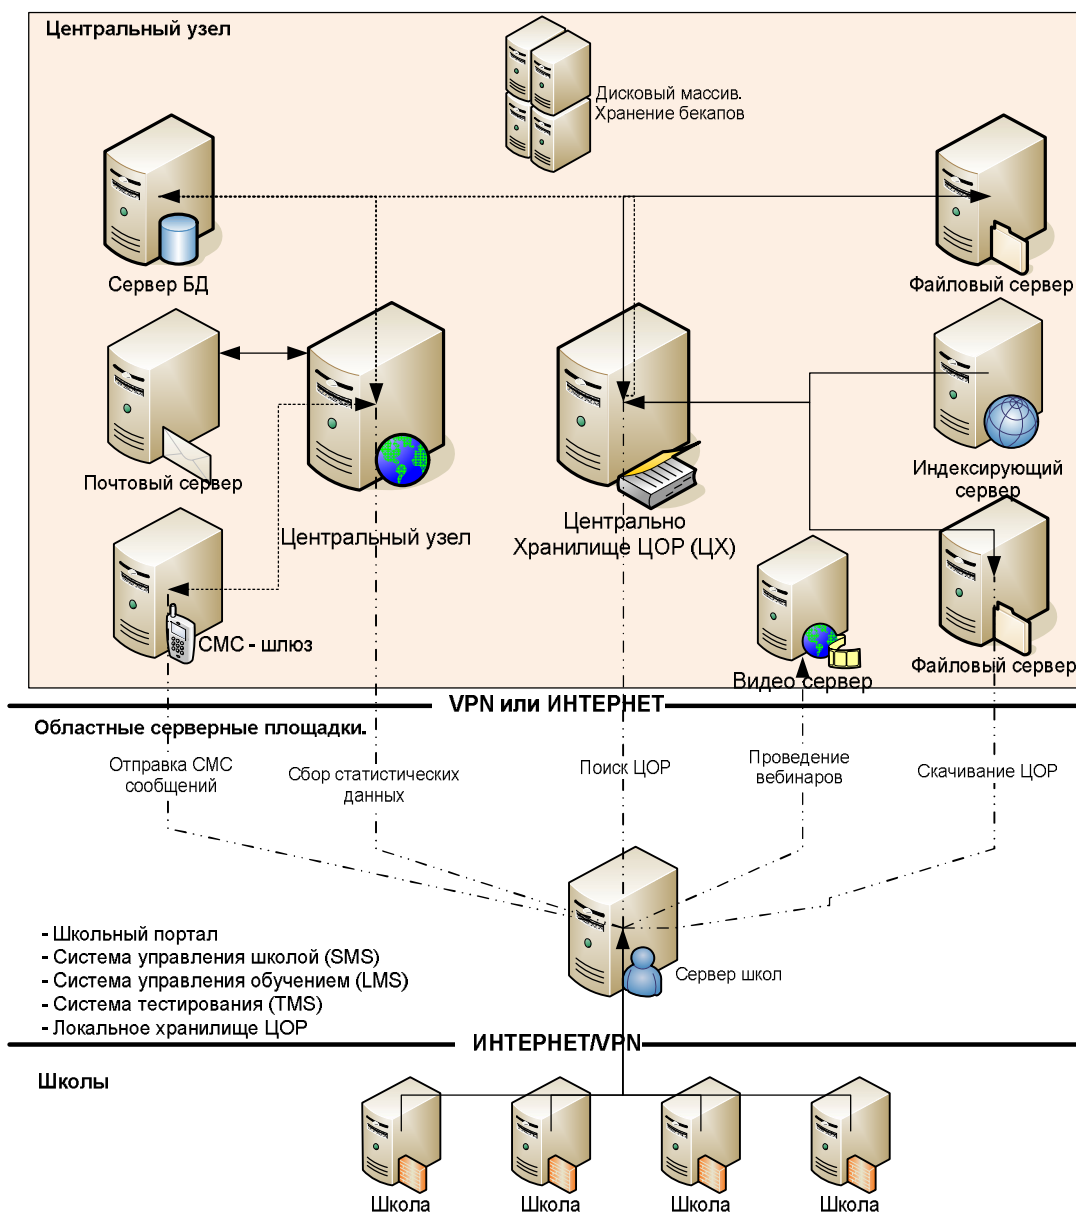 Центральный узел
Дисковый массив.
Хранение бекапов
Сервер БД
Файловый сервер
Почтовый сервер
Центральный узел
Центрально
Хранилище ЦОР (ЦХ)
Индексирующий
сервер
СМС - шлюз
Видео сервер
Файловый сервер
VPN или ИНТЕРНЕТ
Областные серверные площадки.
Отправка СМС
сообщений
Сбор статистических
данных
Поиск ЦОР
Проведение
вебинаров
Скачивание ЦОР
- Школьный портал
- Система управления школой (SMS)
- Система управления обучением (LMS)
- Система тестирования (TMS)
- Локальное хранилище ЦОР
Сервер школ
ИНТЕРНЕТ/VPN
Школы
Школа
Школа
Школа
Школа